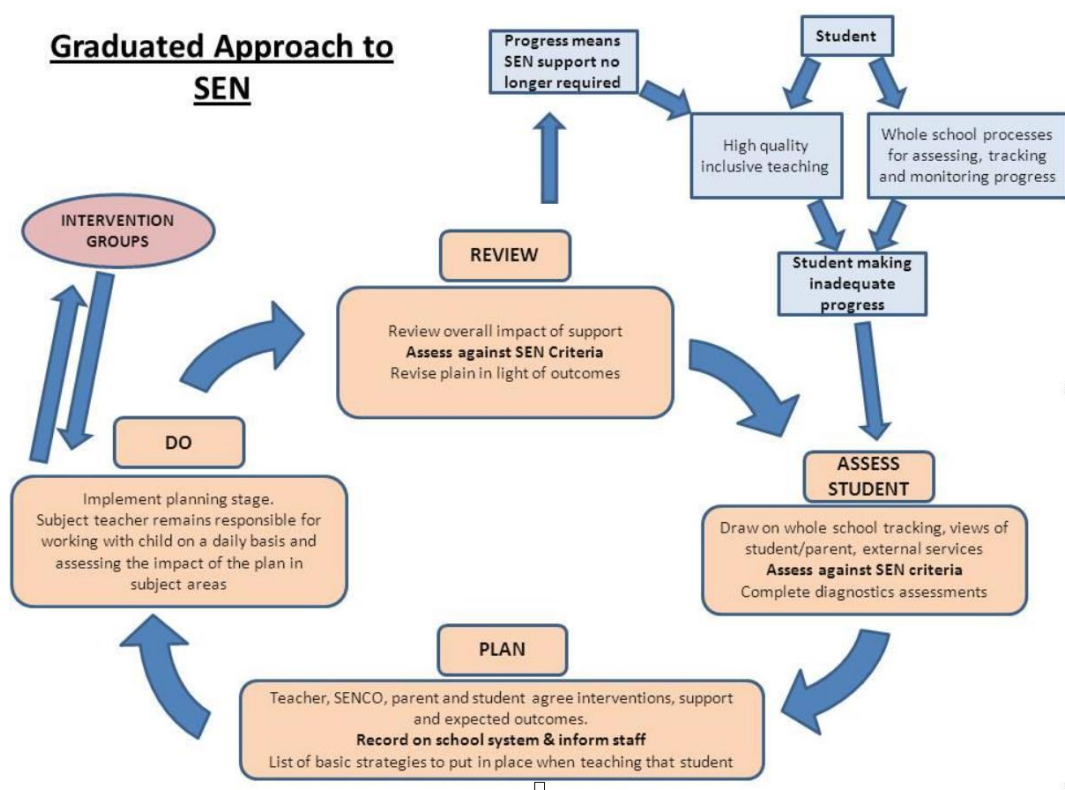 Graduated Approach to
SEN
Progress means
SEN support no
longer required
Student
High quality
inclusive teaching
Whole school processes
for assessing, tracking
and monitoring progress
Student making
inadequate
progress
INTERVENTION
GROUPS
REVIEW
Review overall impact of support
Assess against SEN Criteria
Revise plain in light of outcomes
DO
Implement planning stage.
Subject teacher remains responsible for
working with child on a daily basis and
assessing the impact of the plan in
subject areas
ASSESS
STUDENT
Draw on whole school tracking, views of
student/parent, external services
Assess against SEN criteria
Complete diagnostics assessments
PLAN
Teacher, SENCO, parent and student agree interventions, support
and expected outcomes.
Record on school system & inform staff
List of basic strategies to put in place when teaching that student